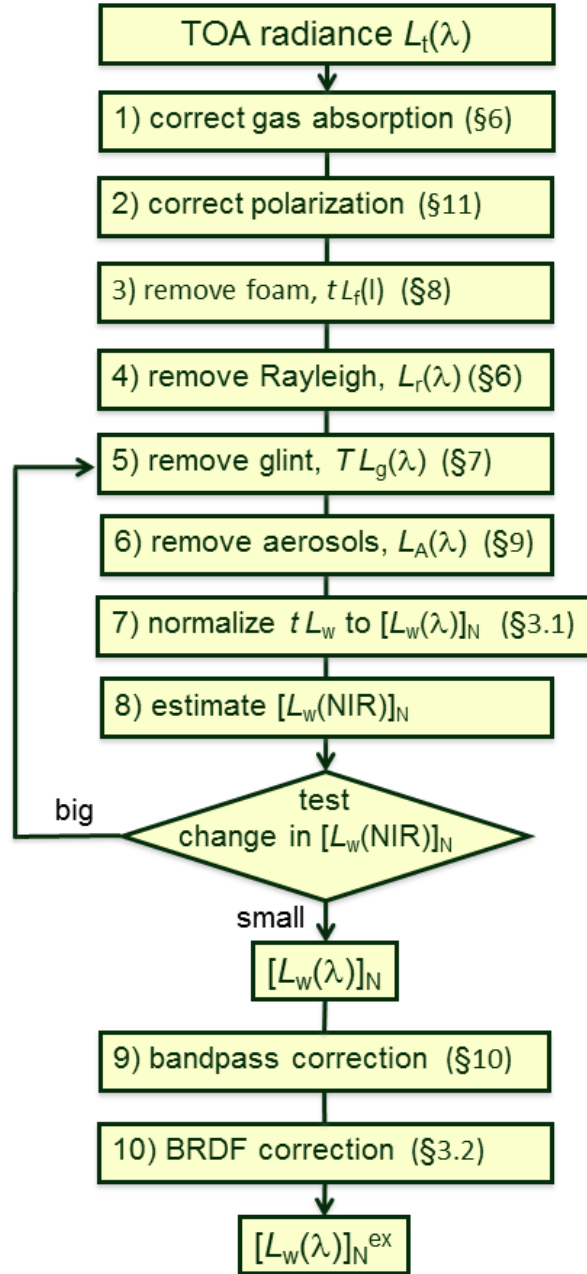 TOA radiance Lt(λ)
1) correct gas absorption (§6)
2) correct polarization (§11)
3) remove foam, t Lf(l) (§8)
4) remove Rayleigh, Lr(λ) (§6)
5) remove glint, T Lg(λ) (§7)
6) remove aerosols, LA(λ) (§9)
7) normalize t Lw to [Lw(λ)]N (§3.1)
8) estimate [Lw(NIR)]N
big
test
change in [Lw(NIR)]N
small
[Lw(λ)]N
9) bandpass correction (§10)
10) BRDF correction (§3.2)
[Lw(λ)]N ex